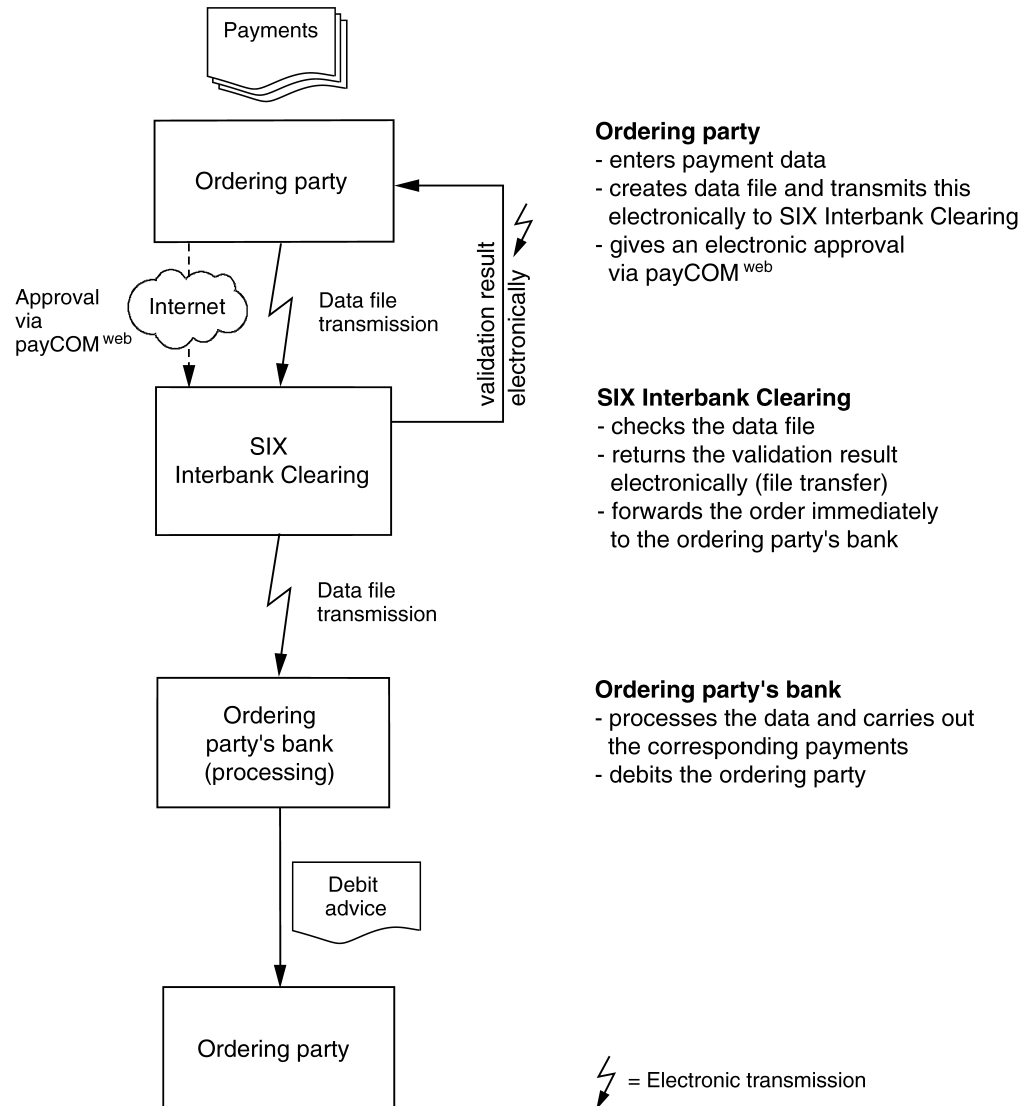 Payments
Ordering party
Ordering party
- enters payment data
- creates data file and transmits this
electronically to SIX Interbank Clearing
- gives an electronic approval
via payCOM web
Approval
via
payCOM web
Internet
Data file
transmission
validation result
electronically
SIX
Interbank Clearing
SIX Interbank Clearing
- checks the data file
- returns the validation result
electronically (file transfer)
- forwards the order immediately
to the ordering party's bank
Data file
transmission
Ordering
party's bank
(processing)
Ordering party's bank
- processes the data and carries out
the corresponding payments
- debits the ordering party
Debit
advice
Ordering party
= Electronic transmission